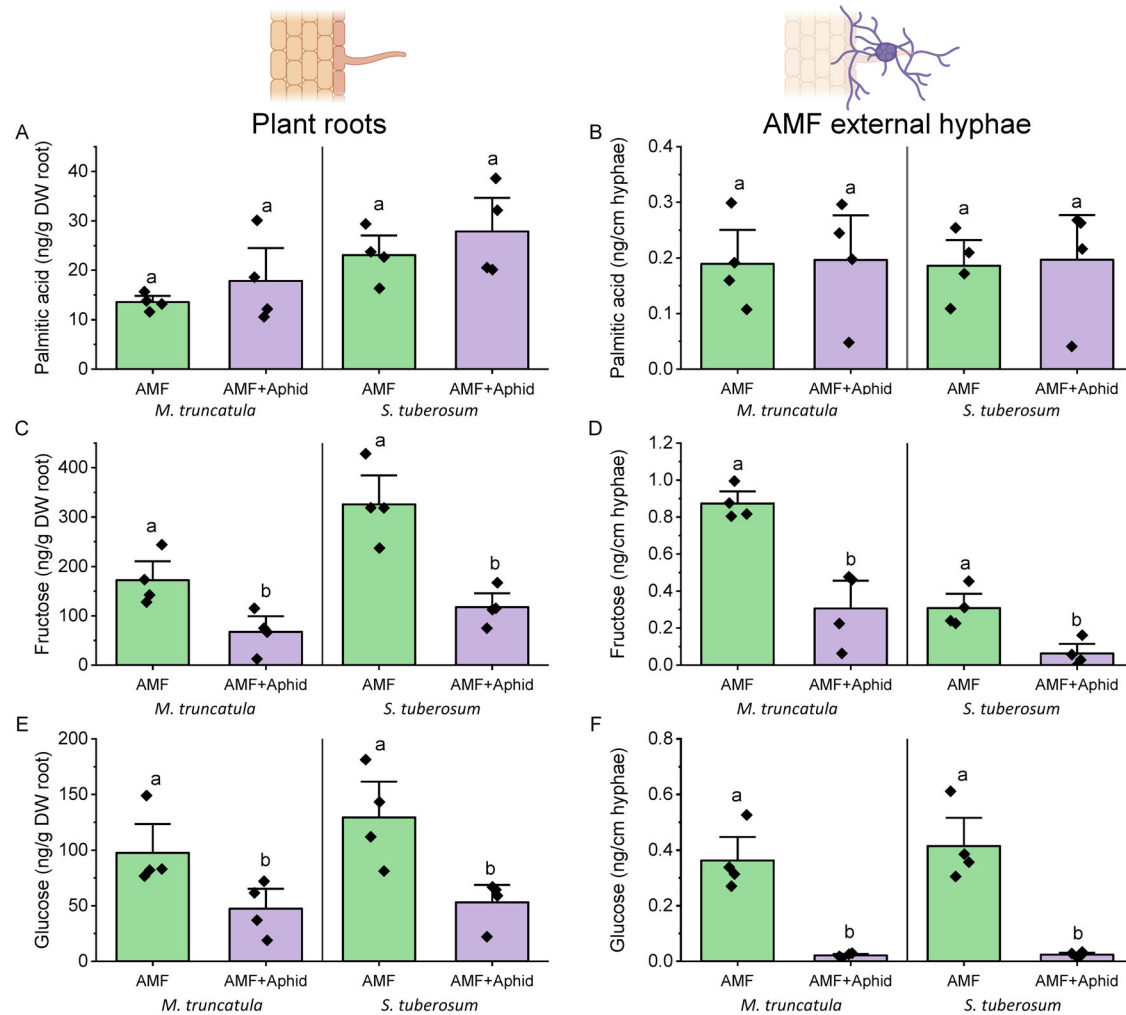 Plant roots
AMF external hyphae
A
Palmitic acid (ng/g DW root)
40
30
20
10
0
a
a
a
a
AMF
AMF+Aphid
AMF
AMF+Aphid
M. truncatula
S. tuberosum
B
Palmitic acid (ng/cm hyphae)
0.4
0.3
0.2
0.1
0.0
a
a
a
a
AMF
AMF+Aphid
AMF
AMF+Aphid
M. truncatula
S. tuberosum
C
Fructose (ng/g DW root)
400
300
200
100
0
a
b
a
b
AMF
AMF+Aphid
AMF
AMF+Aphid
M. truncatula
S. tuberosum
D
Fructose (ng/cm hyphae)
1.2
1.0
0.8
0.6
0.4
0.2
0.0
a
b
a
b
AMF
AMF+Aphid
AMF
AMF+Aphid
M. truncatula
S. tuberosum
E
Glucose (ng/g DW root)
200
150
100
50
0
a
b
a
b
AMF
AMF+Aphid
AMF
AMF+Aphid
M. truncatula
S. tuberosum
F
Glucose (ng/cm hyphae)
0.8
0.6
0.4
0.2
0.0
a
b
a
b
AMF
AMF+Aphid
AMF
AMF+Aphid
M. truncatula
S. tuberosum